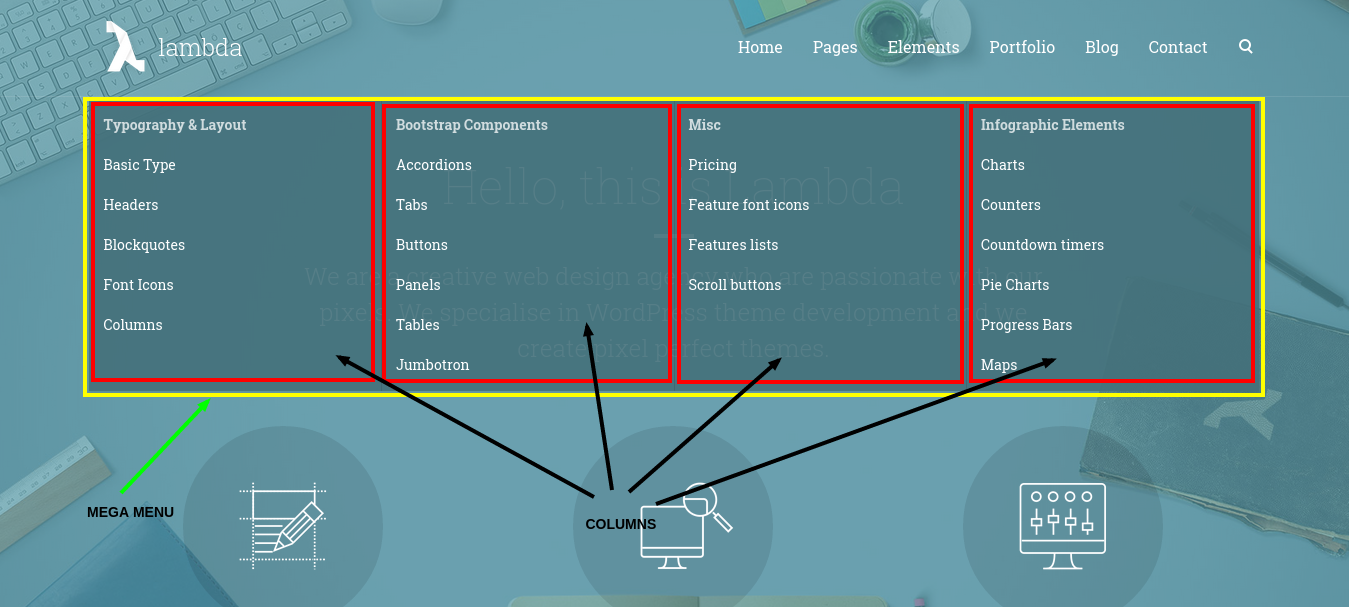 lambda
Home Pages Elements Portfolio Blog Contact
Typography & Layout
Basic Type
Headers
Blockquotes
Font Icons
Columns
Bootstrap Components
Accordions
Tabs
Buttons
Panels
Tables
Jumbotron
Misc
Pricing
Feature font icons
Features lists
Scroll buttons
Infographic Elements
Charts
Counters
Countdown timers
Pie Charts
Progress Bars
Maps
Hello, this is Lambda
We are a creative web design agency who are passionate with our
pixels. We specialise in WordPress theme development and we
create pixel perfect themes.
MEGA MENU
COLUMNS